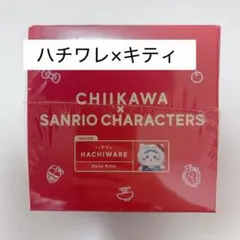 ハチワレ×キティ
CHIIKAWA
×
SANRIO CHARACTERS
HACHIWARE
Hello Kitty